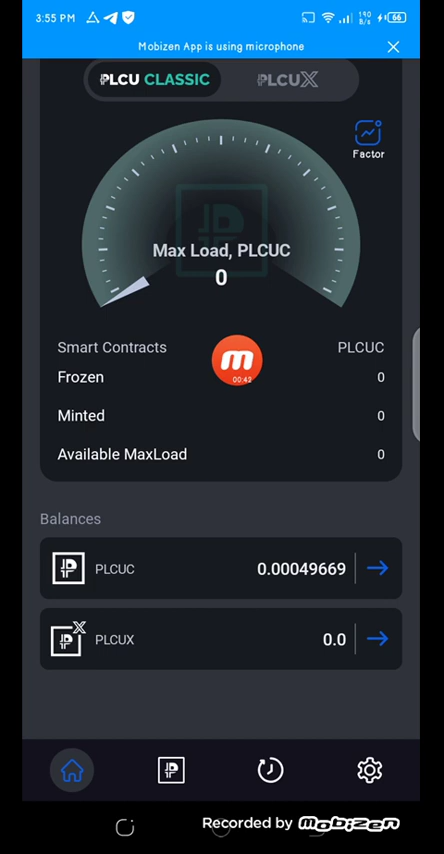 3:55 PM 190 B/s 66
Mobizen App is using microphone
PLCU CLASSIC PLCUX
Factor
Max Load, PLCUC
0
Smart Contracts PLCUC
m
00:42
Frozen 0
Minted 0
Available MaxLoad 0
Balances
PLCUC 0.00049669
X
PLCUX 0.0
Recorded by mobizen